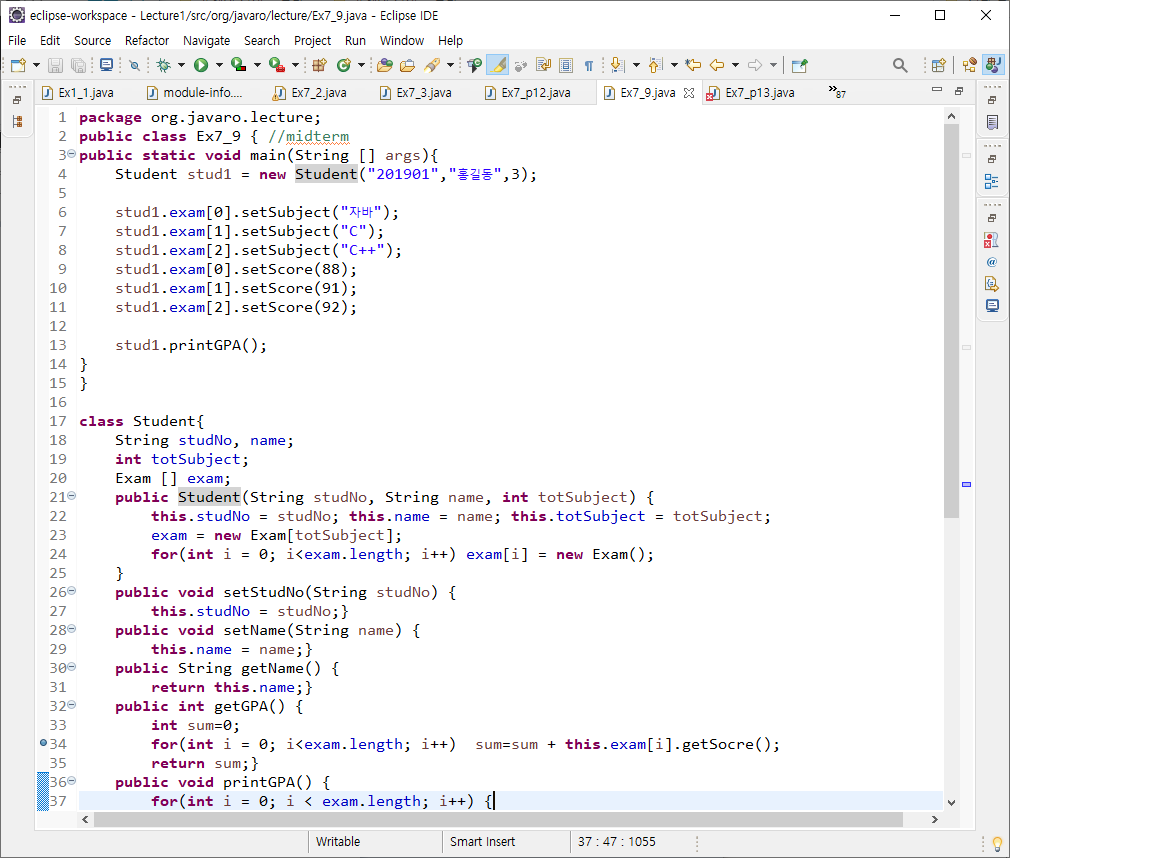 eclipse-workspace - Lecture1/src/org/javaro/lecture/Ex7_9.java - Eclipse IDE
File Edit Source Refactor Navigate Search Project Run Window Help
Ex1_1.java module-info.... Ex7_2.java Ex7_3.java Ex7_p12.java Ex7_9.java Ex7_p13.java »87
1 package org.javaro.lecture;
2 public class Ex7_9 { //midterm
3 public static void main(String [] args){
4 Student stud1 = new Student("201901","홍길동",3);
5
6 stud1.exam[0].setSubject("자바");
7 stud1.exam[1].setSubject("C");
8 stud1.exam[2].setSubject("C++");
9 stud1.exam[0].setScore(88);
10 stud1.exam[1].setScore(91);
11 stud1.exam[2].setScore(92);
12
13 stud1.printGPA();
14 }
15 }
16
17 class Student{
18 String studNo, name;
19 int totSubject;
20 Exam [] exam;
21 public Student(String studNo, String name, int totSubject) {
22 this.studNo = studNo; this.name = name; this.totSubject = totSubject;
23 exam = new Exam[totSubject];
24 for(int i = 0; i<exam.length; i++) exam[i] = new Exam();
25 }
26 public void setStudNo(String studNo) {
27 this.studNo = studNo;}
28 public void setName(String name) {
29 this.name = name;}
30 public String getName() {
31 return this.name;}
32 public int getGPA() {
33 int sum=0;
34 for(int i = 0; i<exam.length; i++)  sum=sum + this.exam[i].getSocre();
35 return sum;}
36 public void printGPA() {
37 for(int i = 0; i < exam.length; i++) {
Writable Smart Insert 37 : 47 : 1055